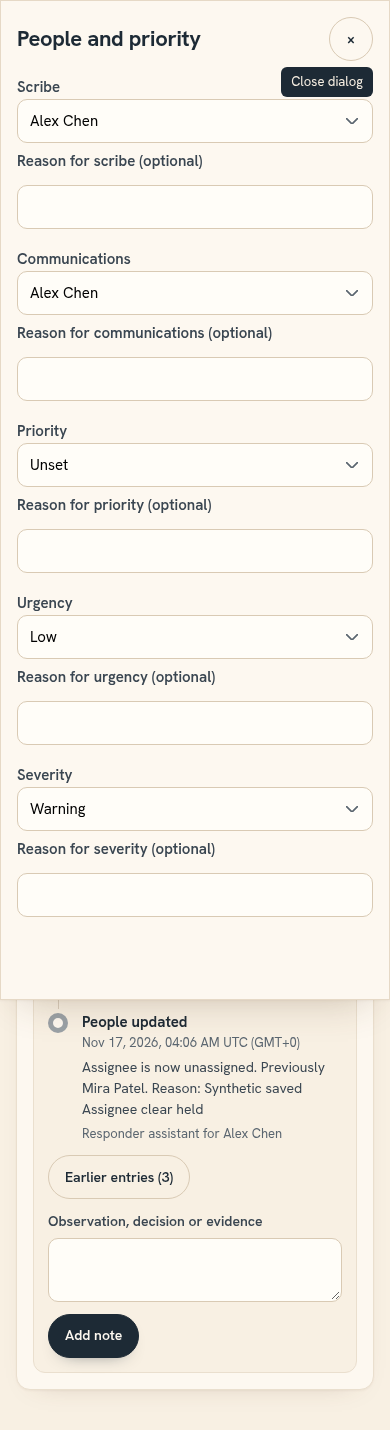 People and priority
×
Close dialog
Scribe
Alex Chen
Reason for scribe (optional)
Communications
Alex Chen
Reason for communications (optional)
Priority
Unset
Reason for priority (optional)
Urgency
Low
Reason for urgency (optional)
Severity
Warning
Reason for severity (optional)
People updated
Nov 17, 2026, 04:06 AM UTC (GMT+0)
Assignee is now unassigned. Previously
Mira Patel. Reason: Synthetic saved
Assignee clear held
Responder assistant for Alex Chen
Earlier entries (3)
Observation, decision or evidence
Add note